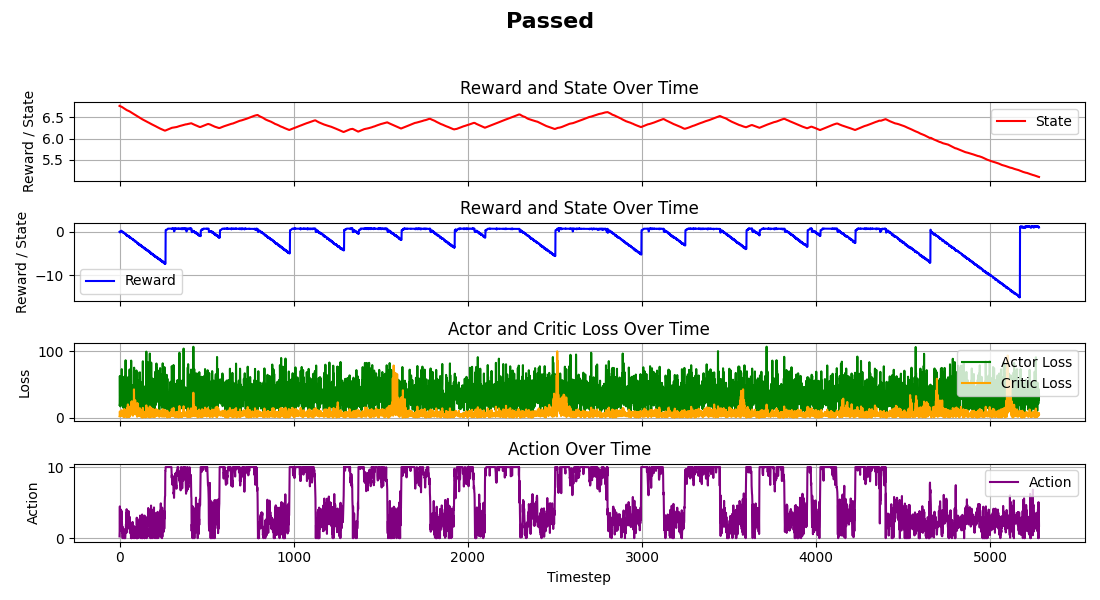 Passed
Reward and State Over Time
Reward / State
6.5
6.0
5.5
State
Reward and State Over Time
Reward / State
0
−10
Reward
Actor and Critic Loss Over Time
Loss
100
0
Actor Loss
Critic Loss
Action Over Time
Action
10
0
Action
0 1000 2000 3000 4000 5000
Timestep